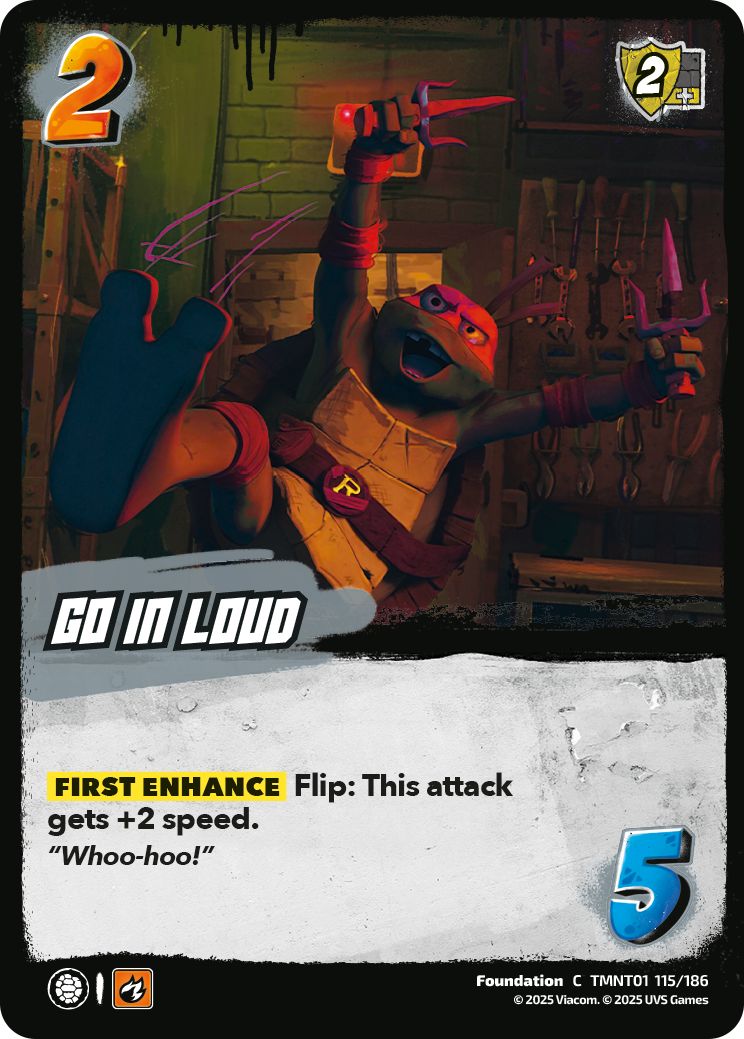 2
2
R
GO IN LOUD
FIRST ENHANCE Flip: This attack
gets +2 speed.
“Whoo-hoo!”
5
Foundation C TMNT01 115/186
© 2025 Viacom. © 2025 UVS Games